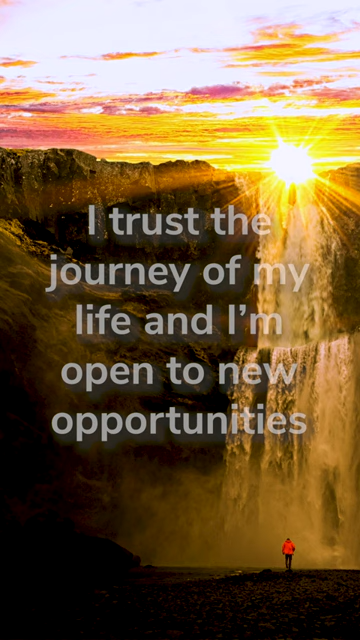 I trust the
journey of my
life and I’m
open to new
opportunities